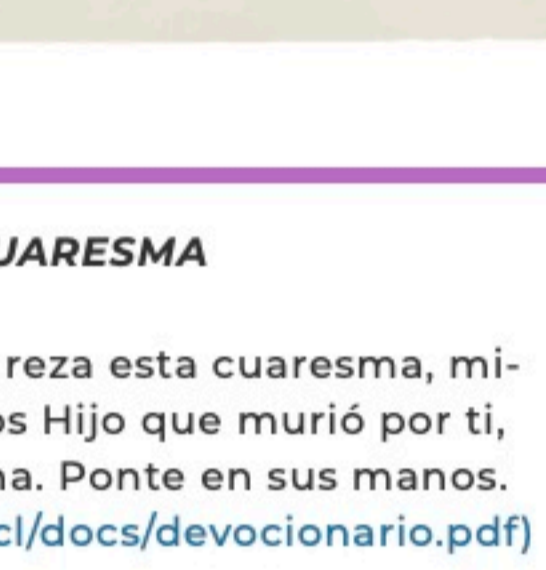 UARESMA
reza esta cuaresma, mi-
os Hijo que murió por ti,
na. Ponte en sus manos.
cl/docs/devocionario.pdf)